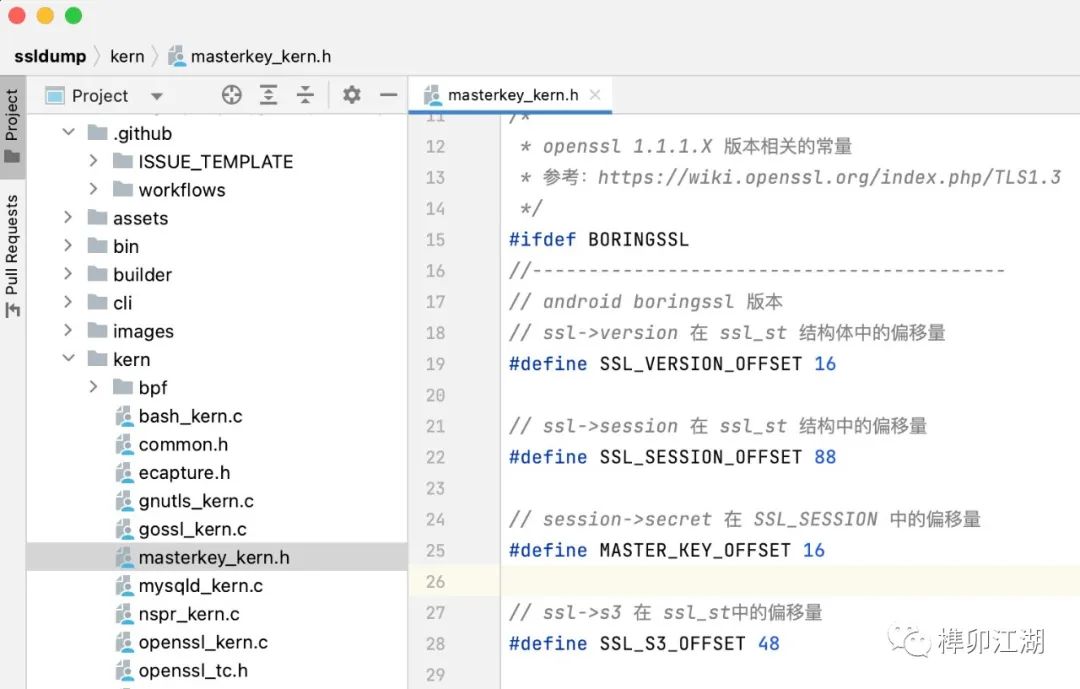 ssldump
kern
masterkey_kern.h
Project
masterkey_kern.h
Project
Pull Requests
.github
ISSUE_TEMPLATE
workflows
assets
bin
builder
cli
images
kern
bpf
bash_kern.c
common.h
ecapture.h
gnutls_kern.c
gossl_kern.c
masterkey_kern.h
mysqld_kern.c
nspr_kern.c
openssl_kern.c
openssl_tc.h
11 /*
12 * openssl 1.1.1.X 版本相关的常量
13 * 参考: https://wiki.openssl.org/index.php/TLS1.3
14 */
15 #ifdef BORINGSSL
16 //------------------------------------------
17 // android boringssl 版本
18 // ssl->version 在 ssl_st 结构体中的偏移量
19 #define SSL_VERSION_OFFSET 16
20
21 // ssl->session 在 ssl_st 结构中的偏移量
22 #define SSL_SESSION_OFFSET 88
23
24 // session->secret 在 SSL_SESSION 中的偏移量
25 #define MASTER_KEY_OFFSET 16
26
27 // ssl->s3 在 ssl_st中的偏移量
28 #define SSL_S3_OFFSET 48
29
榫卯江湖